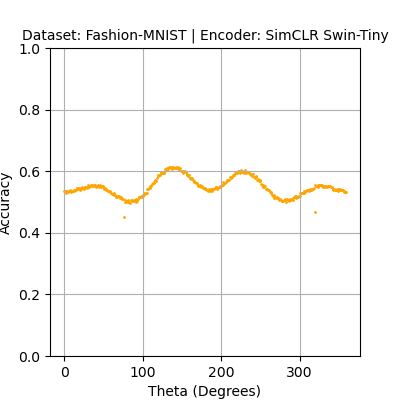 Dataset: Fashion-MNIST | Encoder: SimCLR Swin-Tiny
1.0
0.8
0.6
0.4
0.2
0.0
Accuracy
0 100 200 300
Theta (Degrees)